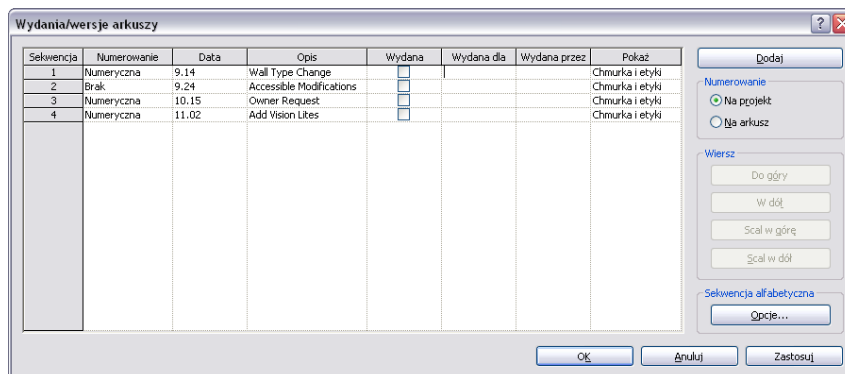 Wydania/wersje arkuszy
Sekwencja Numerowanie Data Opis Wydana Wydana dla Wydana przez Pokaż
1 Numeryczna 9.14 Wall Type Change Chmurka i etyki
2 Brak 9.24 Accessible Modifications Chmurka i etyki
3 Numeryczna 10.15 Owner Request Chmurka i etyki
4 Numeryczna 11.02 Add Vision Lites Chmurka i etyki
Dodaj
Numerowanie
Na projekt
Na arkusz
Wiersz
Do góry
W dół
Scal w górę
Scal w dół
Sekwencja alfabetyczna
Opcje...
OK Anuluj Zastosuj